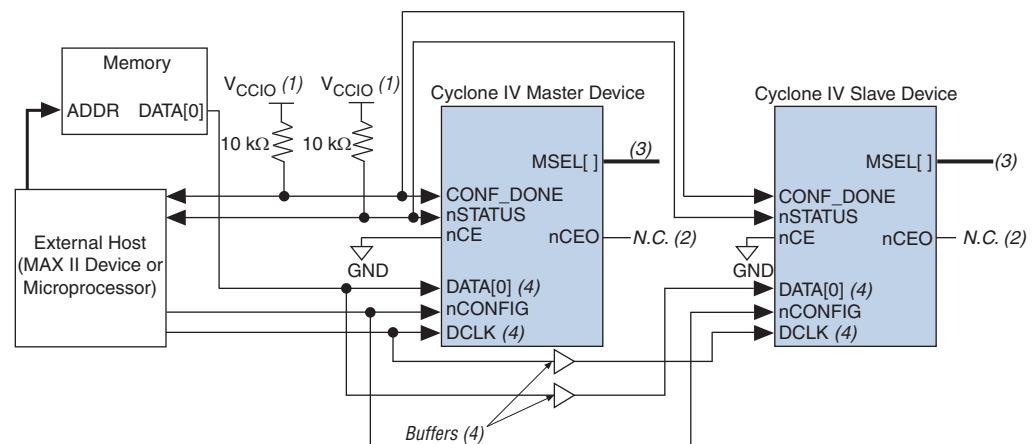 Memory
ADDR DATA[0]
VCCIO (1)
VCCIO (1)
10 kΩ
10 kΩ
External Host
(MAX II Device or
Microprocessor)
Cyclone IV Master Device
MSEL[ ]
(3)
CONF_DONE
nSTATUS
nCE
nCEO
N.C. (2)
GND
DATA[0] (4)
nCONFIG
DCLK (4)
Cyclone IV Slave Device
MSEL[ ]
(3)
CONF_DONE
nSTATUS
nCE
nCEO
N.C. (2)
GND
DATA[0] (4)
nCONFIG
DCLK (4)
Buffers (4)